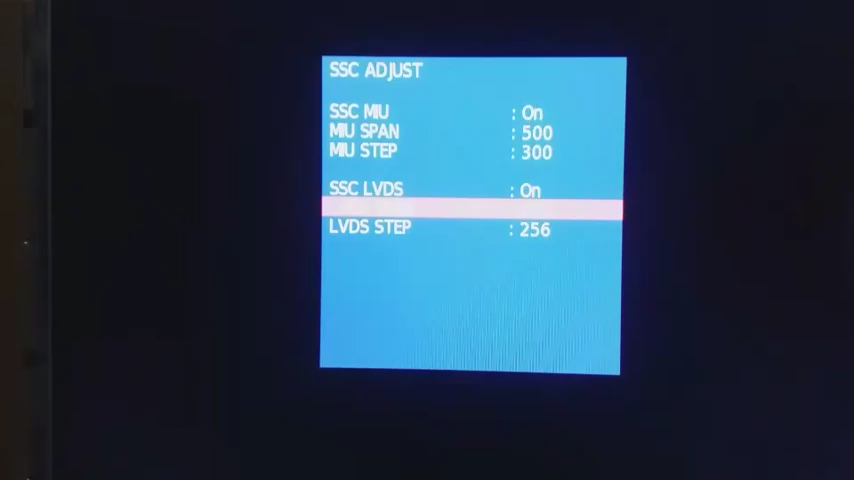 SSC ADJUST
SSC MIU : On
MIU SPAN : 500
MIU STEP : 300
SSC LVDS : On
LVDS STEP : 256